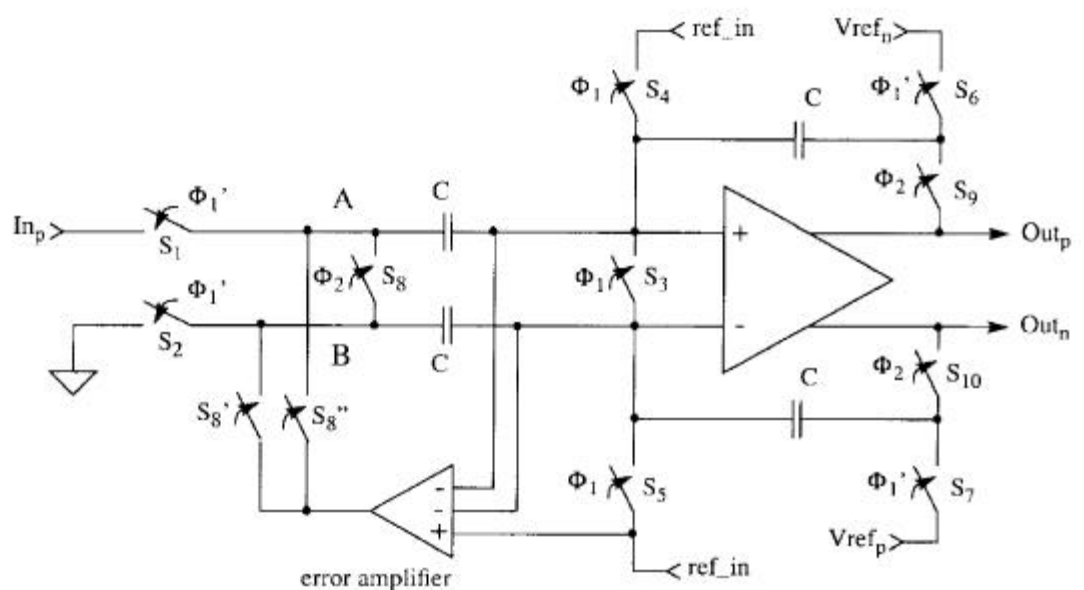 ref_in
Vrefₙ
Φ₁ S₄
Φ₁' S₆
C
Φ₂ S₉
Φ₁'
A
C
Inₚ
S₁
+
Outₚ
Φ₂ S₈
Φ₁ S₃
Φ₁'
S₂
B
C
-
Outₙ
Φ₂ S₁₀
C
S₈'
S₈"
Φ₁ S₅
Φ₁' S₇
-
-
+
Vrefₚ
ref_in
error amplifier